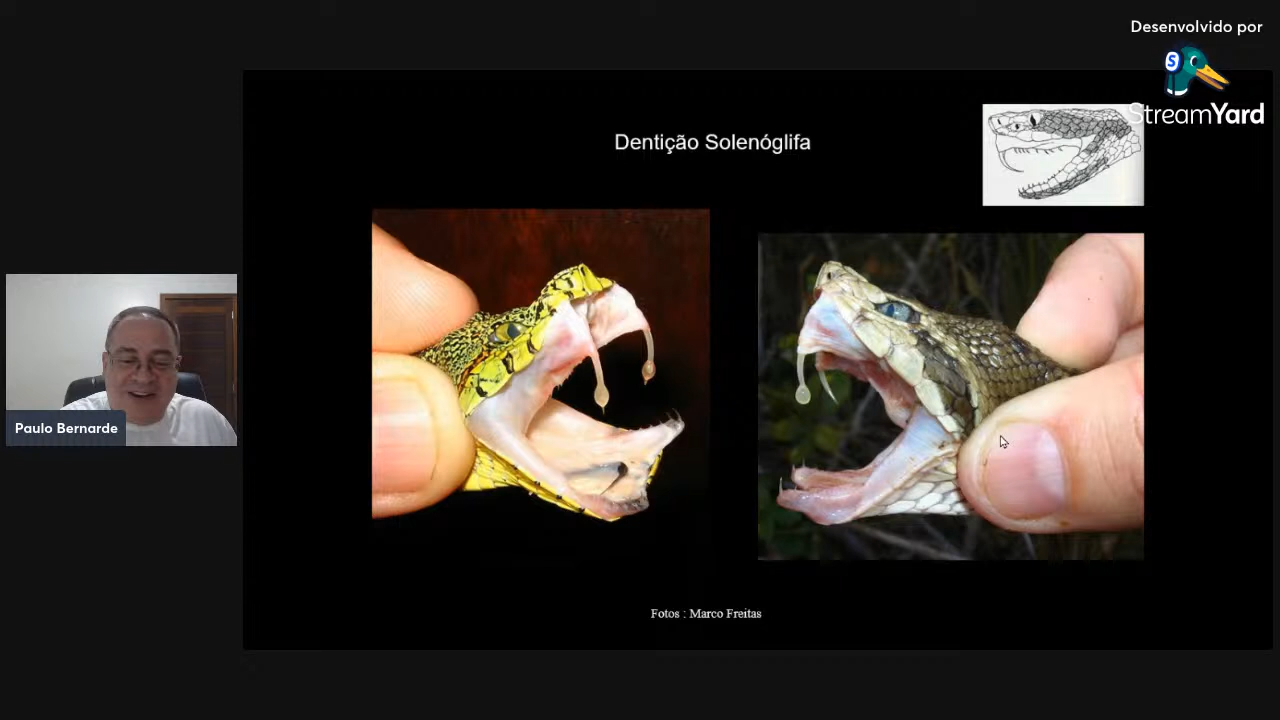 Desenvolvido por
S
StreamYard
Dentição Solenóglifa
Paulo Bernarde
Fotos : Marco Freitas